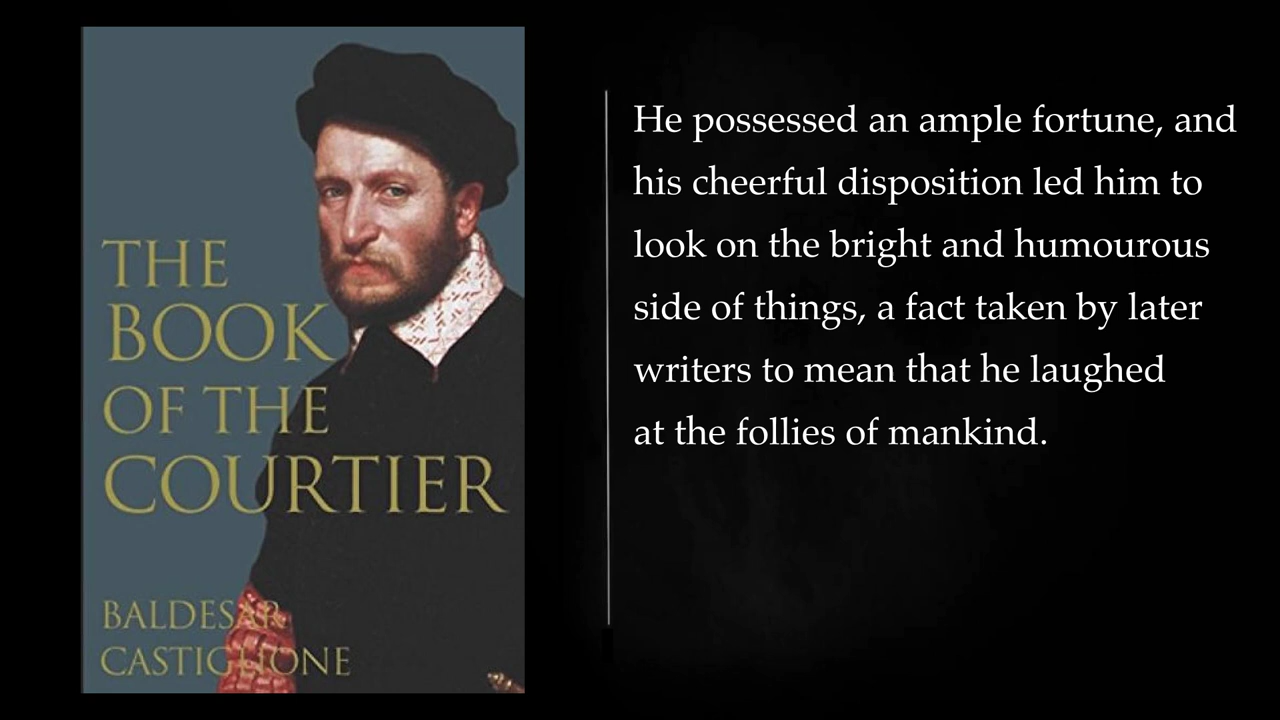 THE
BOOK
OF THE
COURTIER
BALDESAR
CASTIGLIONE
He possessed an ample fortune, and
his cheerful disposition led him to
look on the bright and humourous
side of things, a fact taken by later
writers to mean that he laughed
at the follies of mankind.